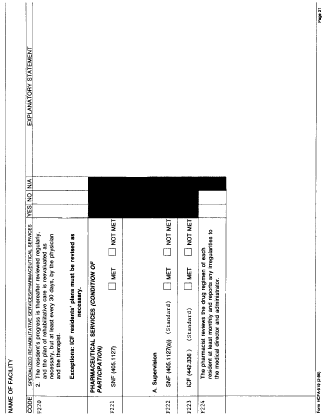 NAME OF FACILITY
CODE SPECIALIZED REHABILITATIVE SERVICES/PHARMACEUTICAL SERVICES YES NO N/A EXPLANATORY STATEMENT
F220 2. The resident's progress is thereafter reviewed regularly,
and the plan of rehabilitative care is reevaluated as
necessary, but at least every 30 days, by the physician
and the therapist.
Exceptions: ICF residents' plans must be revised as
necessary.
PHARMACEUTICAL SERVICES (CONDITION OF
PARTICIPATION)
F221 SNF (405.1127) MET NOT MET
A Supervision
F222 SNF (405.1127(a)) (Standard) MET NOT MET
F223 ICF (442.336) (Standard) MET NOT MET
F224 The pharmacist reviews the drug regimen of each
resident at least monthly and reports any irregularities to
the medical director and administrator.
Page 21